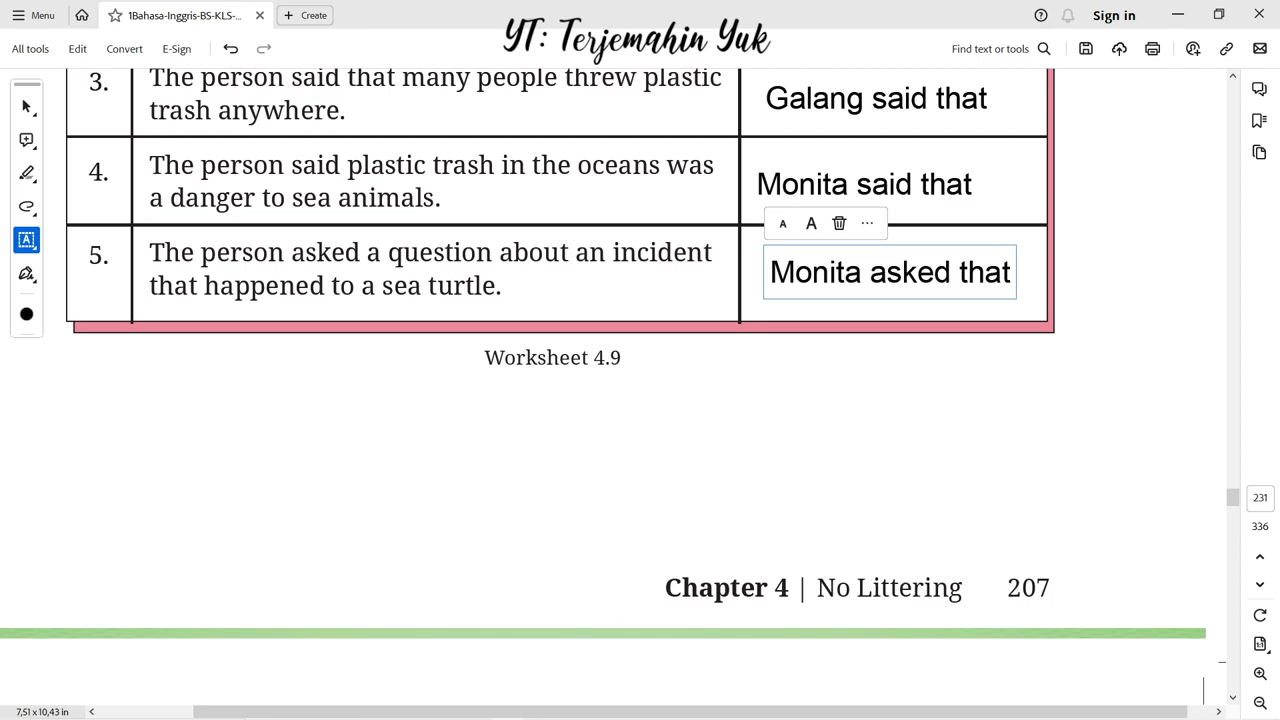 Menu
1Bahasa-Inggris-BS-KLS-...
Create
YT: Terjemahin Yuk
Sign in
All tools
Edit
Convert
E-Sign
Find text or tools
3.
The person said that many people threw plastic
trash anywhere.
Galang said that
4.
The person said plastic trash in the oceans was
a danger to sea animals.
Monita said that
A A ...
5.
The person asked a question about an incident
that happened to a sea turtle.
Monita asked that
Worksheet 4.9
231
336
Chapter 4 | No Littering 207
7,51 x 10,43 in